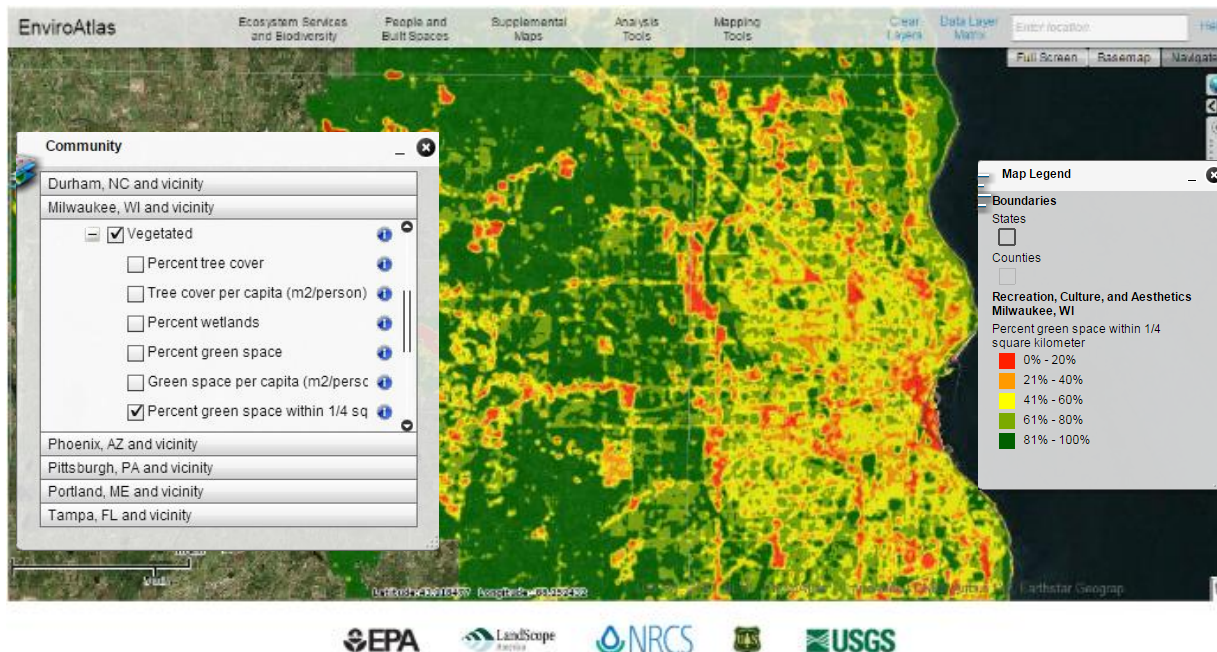 EnviroAtlas
Ecosystem Services
and Biodiversity
People and
Built Spaces
Supplemental
Maps
Analysis
Tools
Mapping
Tools
Clear
Layers
Data Layer
Matrix
Enter location
Full Screen
Basemap
Navigate
Community
Durham, NC and vicinity
Milwaukee, WI and vicinity
Vegetated
Percent tree cover
Tree cover per capita (m2/person)
Percent wetlands
Percent green space
Green space per capita (m2/persc
Percent green space within 1/4 sq
Phoenix, AZ and vicinity
Pittsburgh, PA and vicinity
Portland, ME and vicinity
Tampa, FL and vicinity
Map Legend
Boundaries
States
Counties
Recreation, Culture, and Aesthetics
Milwaukee, WI
Percent green space within 1/4
square kilometer
0% - 20%
21% - 40%
41% - 60%
61% - 80%
81% - 100%
Earthstar Geograp
EPA
LandScope
America
NRCS
USGS